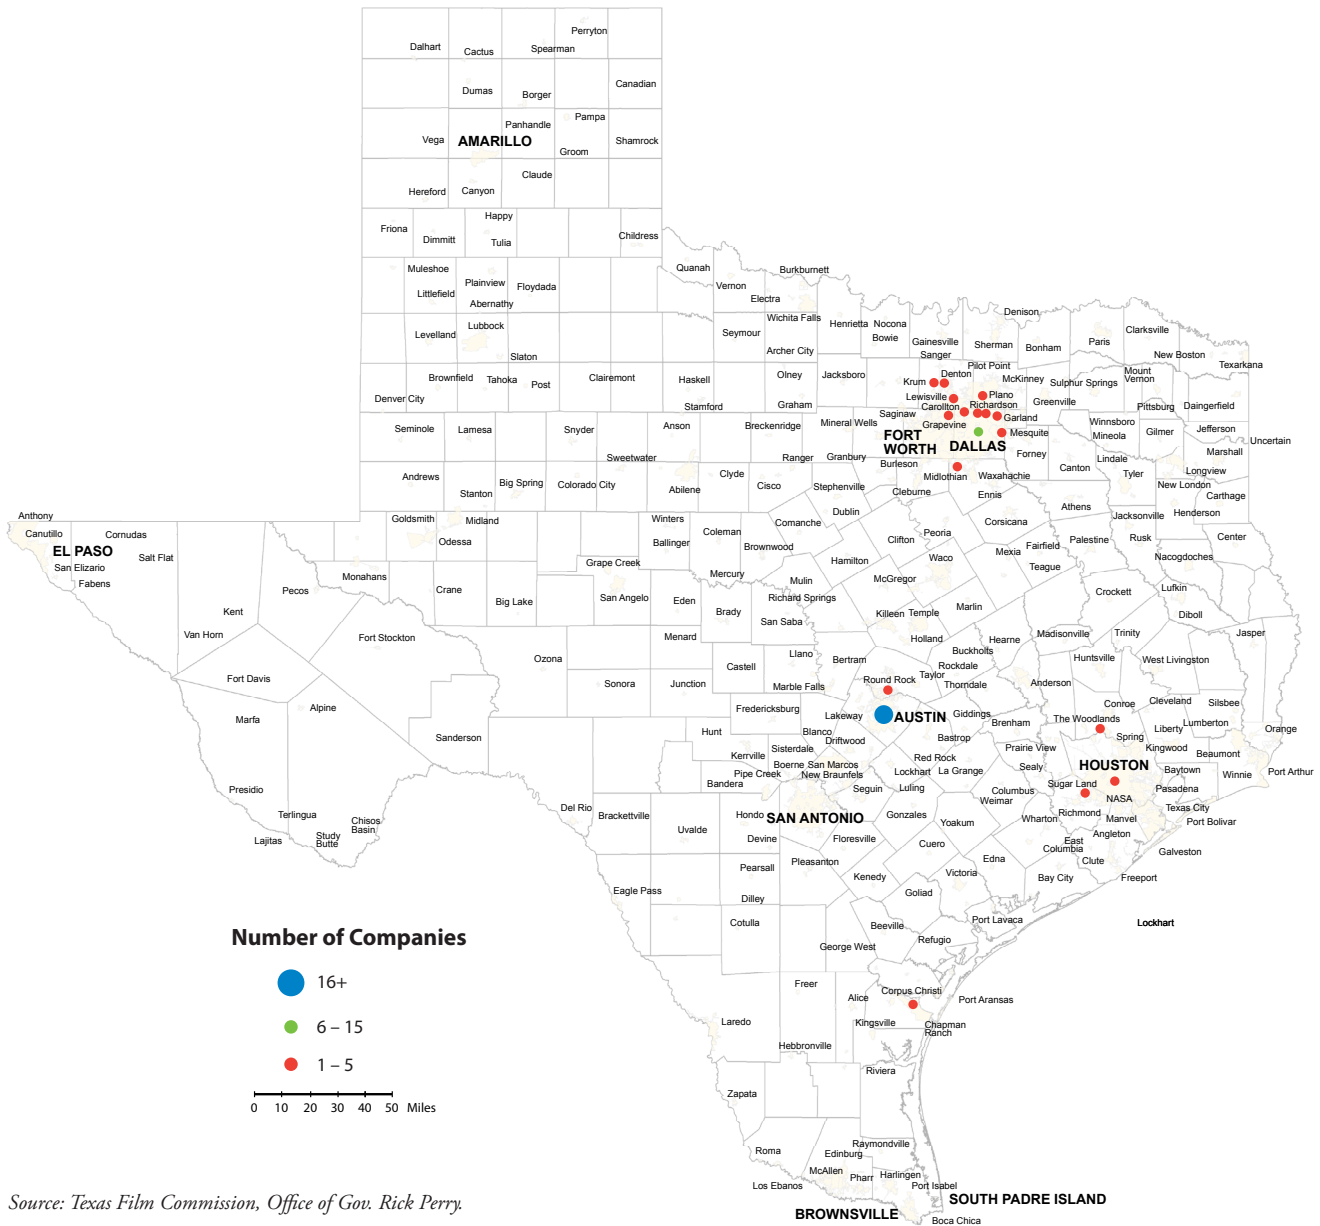 Perryton
Dalhart
Cactus
Spearman
Dumas
Borger
Canadian
Panhandle
Pampa
Vega
AMARILLO
Groom
Shamrock
Claude
Hereford
Canyon
Happy
Friona
Dimmitt
Tulia
Childress
Muleshoe
Plainview
Floydada
Littlefield
Abernathy
Quanah
Vernon
Burkburnett
Electra
Lubbock
Levelland
Slaton
Wichita Falls
Seymour
Archer City
Henrietta
Nocona
Bowie
Gainesville
Sanger
Denison
Sherman
Bonham
Paris
Clarksville
New Boston
Texarkana
Brownfield
Tahoka
Post
Clairemont
Haskell
Olney
Jacksboro
Denver City
Stamford
Graham
Krum
Denton
Pilot Point
McKinney
Sulphur Springs
Mount
Vernon
Lewisville
Plano
Carollton
Richardson
Greenville
Pittsburg
Daingerfield
Saginaw
Grapevine
Garland
Seminole
Lamesa
Snyder
Anson
Breckenridge
Mineral Wells
FORT
WORTH
DALLAS
Mesquite
Winnsboro
Mineola
Gilmer
Jefferson
Uncertain
Sweetwater
Ranger
Granbury
Burleson
Forney
Canton
Lindale
Marshall
Andrews
Stanton
Big Spring
Colorado City
Abilene
Clyde
Cisco
Stephenville
Cleburne
Midlothian
Waxahachie
Ennis
Tyler
Longview
New London
Carthage
Anthony
Canutillo
Cornudas
EL PASO
Salt Flat
San Elizario
Fabens
Goldsmith
Midland
Odessa
Winters
Ballinger
Coleman
Brownwood
Comanche
Dublin
Clifton
Peoria
Corsicana
Athens
Jacksonville
Henderson
Palestine
Rusk
Center
Nacogdoches
Monahans
Crane
Pecos
Big Lake
Grape Creek
San Angelo
Eden
Mercury
Mulin
Richard Springs
Hamilton
McGregor
Waco
Mexia
Fairfield
Teague
Crockett
Lufkin
Diboll
Kent
Van Horn
Fort Stockton
Menard
Brady
San Saba
Killeen
Temple
Marlin
Holland
Hearne
Madisonville
Trinity
Jasper
Ozona
Sonora
Junction
Castell
Llano
Bertram
Buckholts
Rockdale
Taylor
Thorndale
Huntsville
West Livingston
Fort Davis
Alpine
Marfa
Marble Falls
Round Rock
Anderson
Conroe
Cleveland
Silsbee
Fredericksburg
Lakeway
AUSTIN
Giddings
Brenham
The Woodlands
Liberty
Lumberton
Orange
Sanderson
Hunt
Blanco
Driftwood
Bastrop
Prairie View
Spring
Kingwood
Beaumont
Kerrville
Sisterdale
Boerne
San Marcos
Red Rock
La Grange
Sealy
HOUSTON
Baytown
Winnie
Port Arthur
Pipe Creek
Bandera
New Braunfels
Seguin
Lockhart
Luling
Columbus
Weimar
Sugar Land
NASA
Pasadena
Presidio
Terlingua
Study
Butte
Lajitas
Chisos
Basin
Del Rio
Brackettville
Uvalde
Hondo
SAN ANTONIO
Devine
Floresville
Gonzales
Yoakum
Wharton
Richmond
Manvel
Angleton
Texas City
Port Bolivar
Galveston
Pearsall
Pleasanton
Cuero
Edna
East
Columbia
Clute
Freeport
Eagle Pass
Dilley
Kenedy
Victoria
Bay City
Goliad
Cotulla
Beeville
Port Lavaca
Lockhart
George West
Refugio
Freer
Alice
Corpus Christi
Port Aransas
Laredo
Hebbronville
Kingsville
Chapman
Ranch
Riviera
Zapata
Roma
Los Ebanos
Edinburg
Raymondville
McAllen
Pharr
Harlingen
Port Isabel
SOUTH PADRE ISLAND
BROWNSVILLE
Boca Chica
Number of Companies
16+
6 – 15
1 – 5
0 10 20 30 40 50 Miles
Source: Texas Film Commission, Office of Gov. Rick Perry.